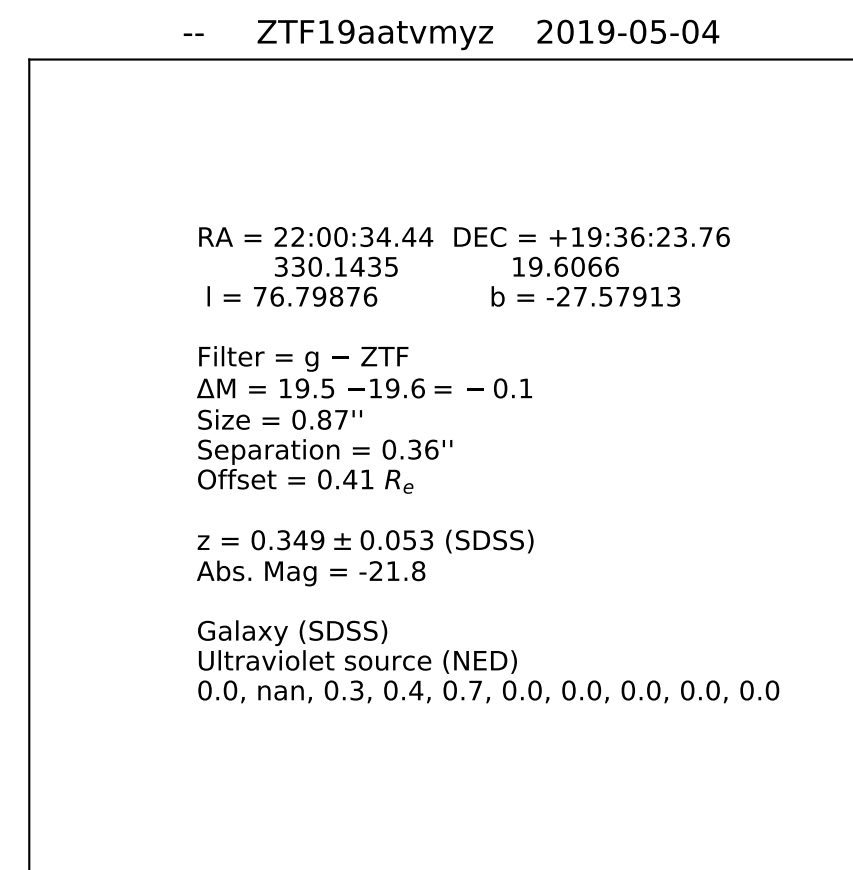 -- ZTF19aatvmyz 2019-05-04
RA = 22:00:34.44 DEC = +19:36:23.76
330.1435 19.6066
l = 76.79876 b = -27.57913
Filter = g − ZTF
ΔM = 19.5 −19.6 = − 0.1
Size = 0.87''
Separation = 0.36''
Offset = 0.41 Re
z = 0.349 ± 0.053 (SDSS)
Abs. Mag = -21.8
Galaxy (SDSS)
Ultraviolet source (NED)
0.0, nan, 0.3, 0.4, 0.7, 0.0, 0.0, 0.0, 0.0, 0.0